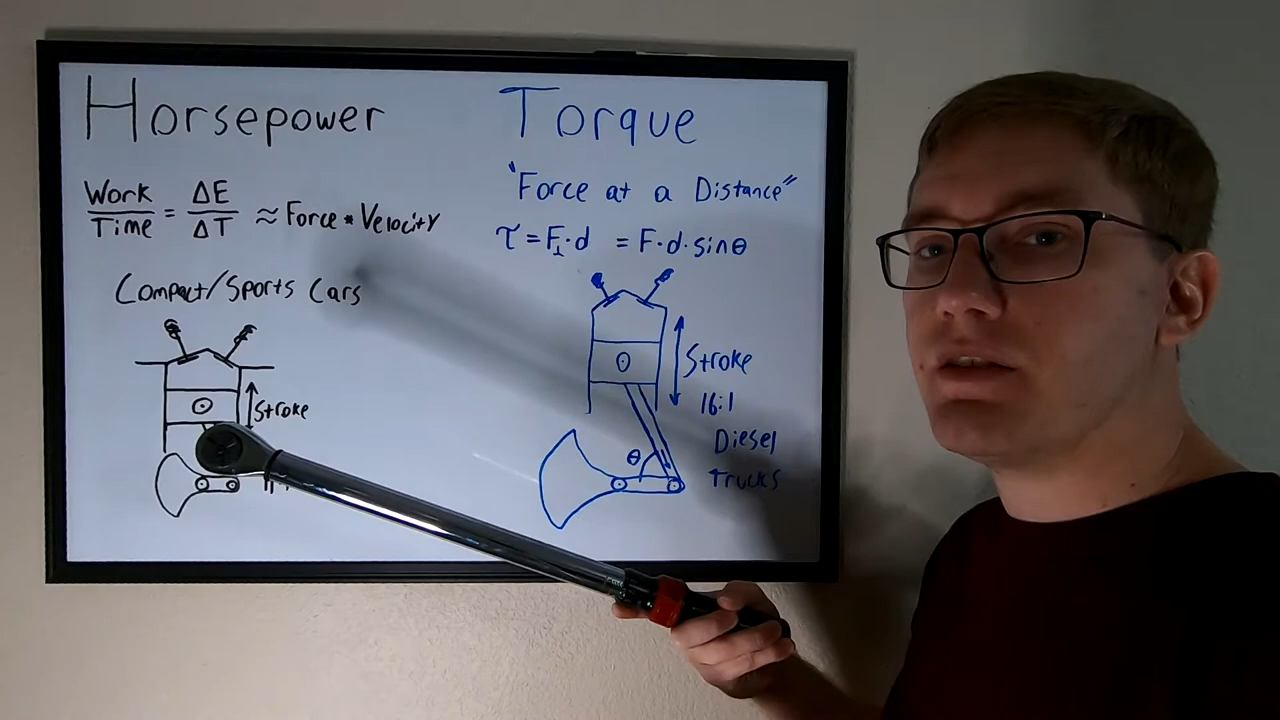 Horsepower
Work/Time = ΔE/ΔT ≈ Force * Velocity
Compact/Sports Cars
Stroke
Torque
"Force at a Distance"
τ = F⊥·d = F·d·sinθ
Stroke
16:1
Diesel
Trucks
θ